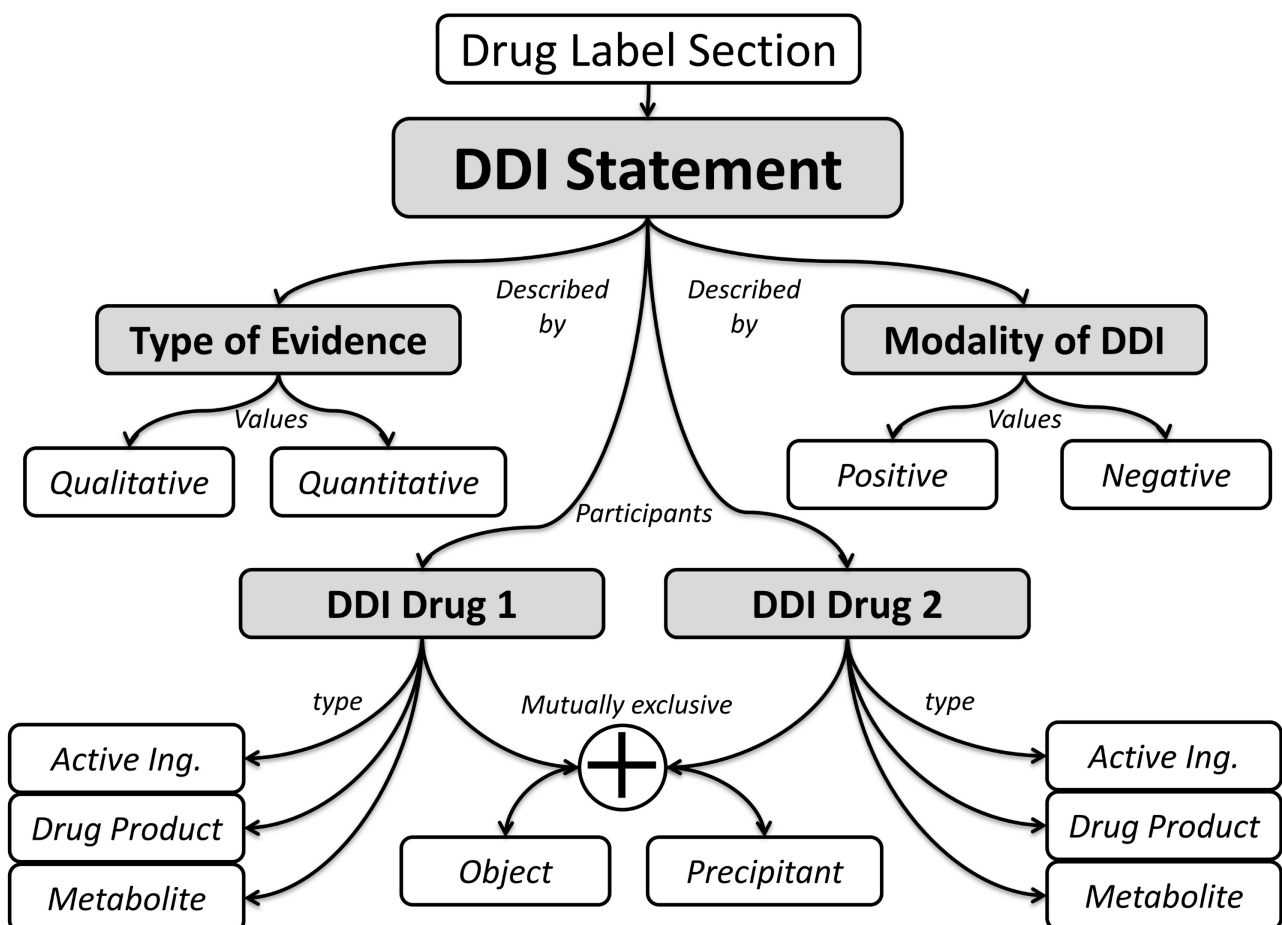 Drug Label Section
DDI Statement
Described
by
Described
by
Type of Evidence
Modality of DDI
Values
Values
Qualitative
Quantitative
Positive
Negative
Participants
DDI Drug 1
DDI Drug 2
type
Mutually exclusive
type
Active Ing.
Drug Product
Metabolite
Object
Precipitant
Active Ing.
Drug Product
Metabolite